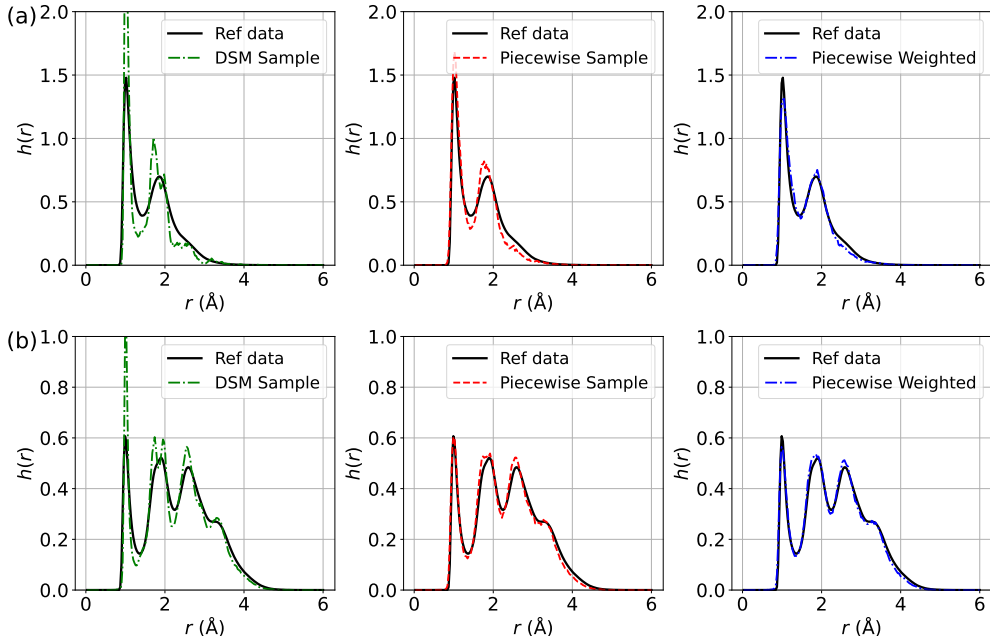 (a)
2.0
1.5
1.0
0.5
0.0
h(r)
0 2 4 6
r (Å)
Ref data
DSM Sample
2.0
1.5
1.0
0.5
0.0
h(r)
0 2 4 6
r (Å)
Ref data
Piecewise Sample
2.0
1.5
1.0
0.5
0.0
h(r)
0 2 4 6
r (Å)
Ref data
Piecewise Weighted
(b)
1.0
0.8
0.6
0.4
0.2
0.0
h(r)
0 2 4 6
r (Å)
Ref data
DSM Sample
1.0
0.8
0.6
0.4
0.2
0.0
h(r)
0 2 4 6
r (Å)
Ref data
Piecewise Sample
1.0
0.8
0.6
0.4
0.2
0.0
h(r)
0 2 4 6
r (Å)
Ref data
Piecewise Weighted